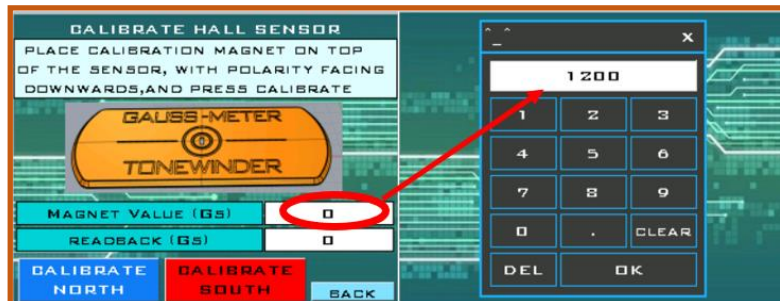 CALIBRATE HALL SENSOR
PLACE CALIBRATION MAGNET ON TOP
OF THE SENSOR, WITH POLARITY FACING
DOWNWARDS,AND PRESS CALIBRATE
GAUSS-METER
TONEWINDER
MAGNET VALUE (GS) 0
READBACK (GS) 0
CALIBRATE
NORTH
CALIBRATE
SOUTH
BACK
^_^ X
1200
1 2 3
4 5 6
7 8 9
0 . CLEAR
DEL OK